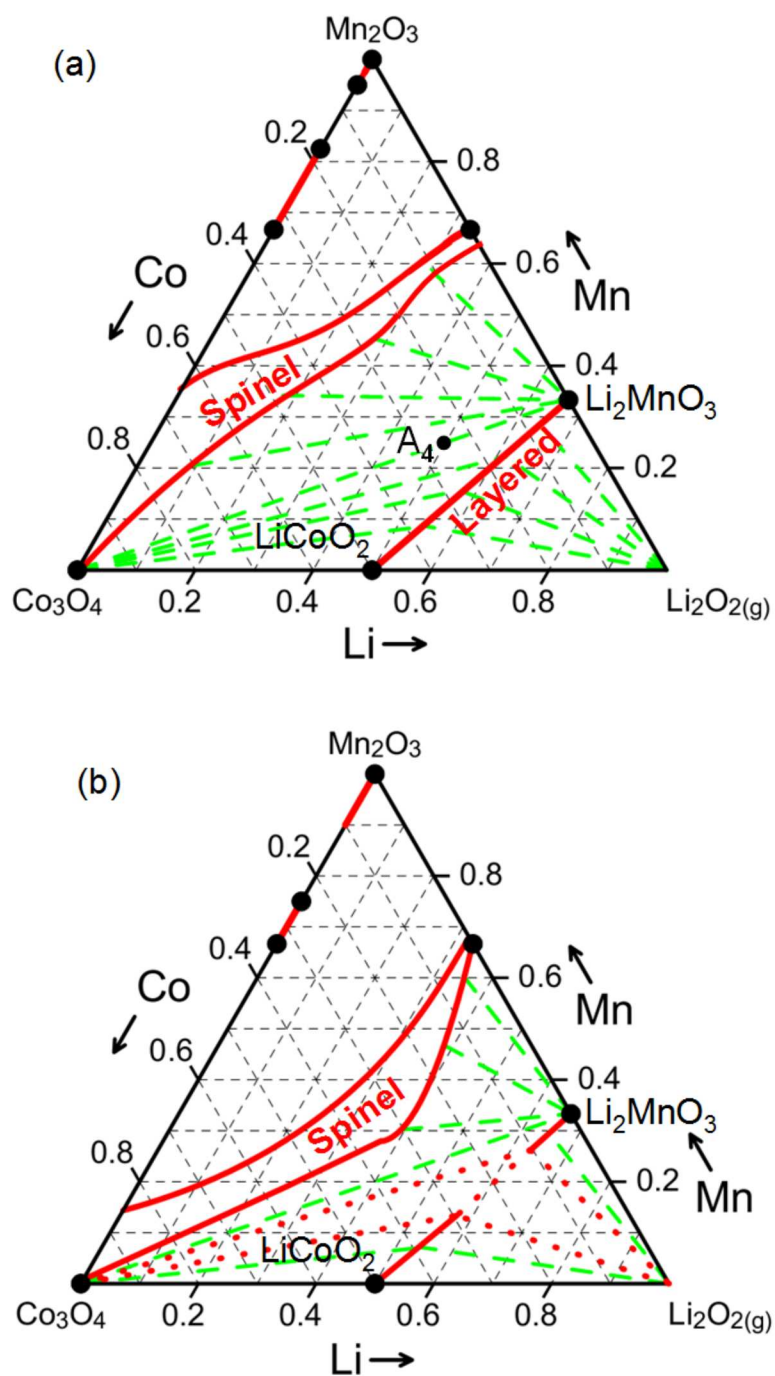 (a)
Mn₂O₃
0.2
0.8
0.4
0.6
Co
Mn
0.6
0.4
Spinel
Li₂MnO₃
0.8
A₄
0.2
Layered
LiCoO₂
Co₃O₄
0.2
0.4
0.6
0.8
Li₂O₂(g)
Li
(b)
Mn₂O₃
0.2
0.8
0.4
0.6
Co
Mn
0.6
0.4
Spinel
Li₂MnO₃
0.8
0.2
Mn
LiCoO₂
Co₃O₄
0.2
0.4
0.6
0.8
Li₂O₂(g)
Li